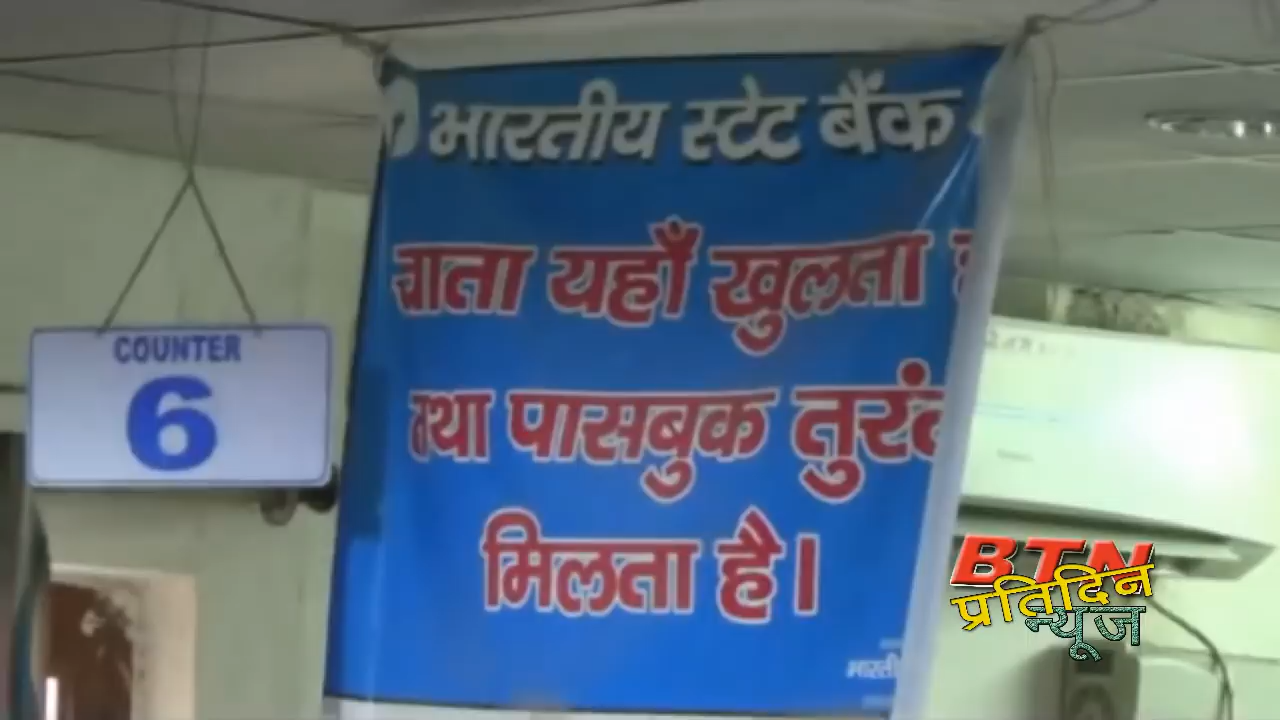 भारतीय स्टेट बैंक
खाता यहाँ खुलता
तथा पासबुक तुरंत
मिलता है।
COUNTER
6
BTN
प्रतिदिन
न्यूज